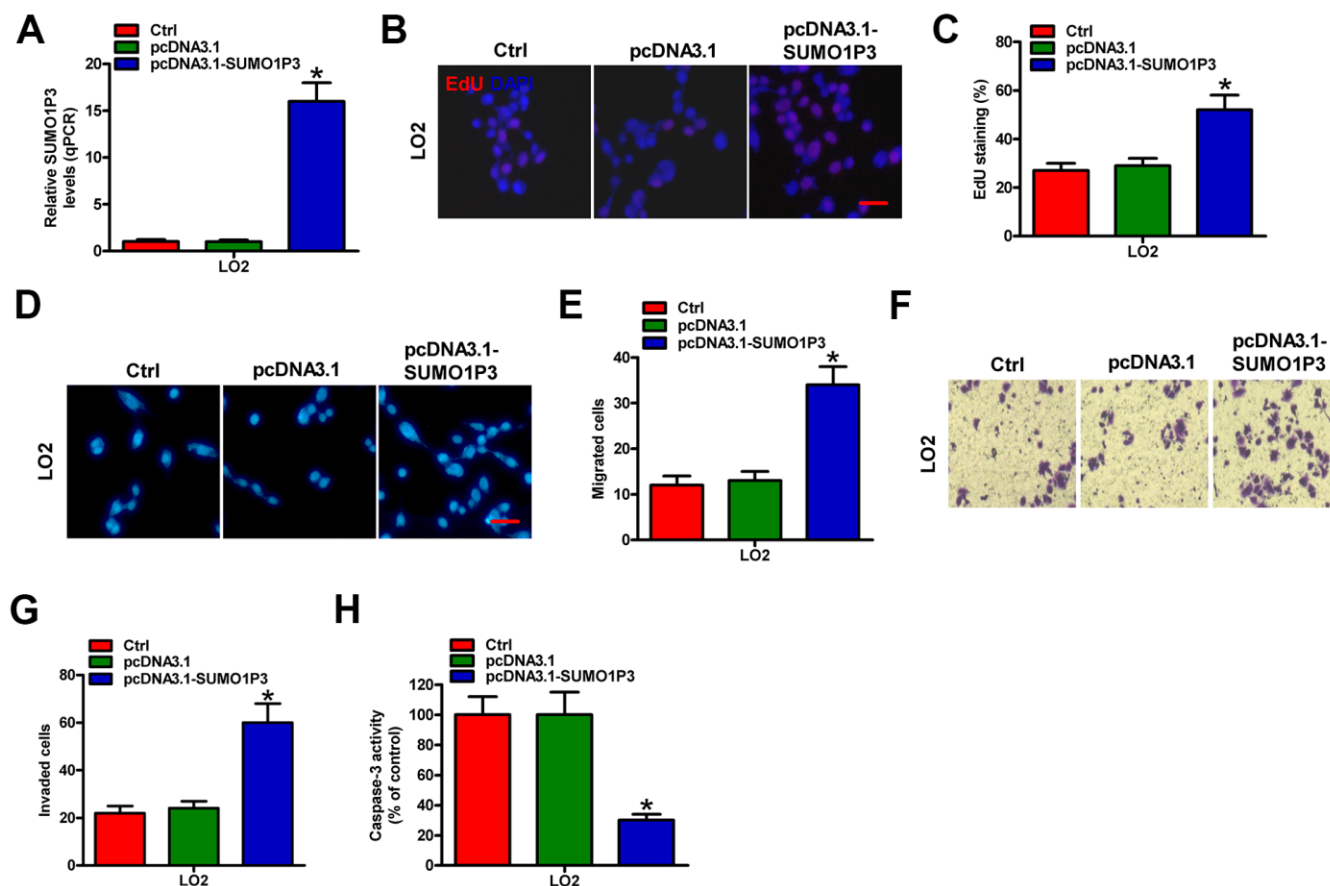 A
Ctrl
pcDNA3.1
pcDNA3.1-SUMO1P3
Relative SUMO1P3
levels (qPCR)
20
15
10
5
0
*
LO2
B
Ctrl
pcDNA3.1
pcDNA3.1-
SUMO1P3
EdU DAPI
LO2
C
Ctrl
pcDNA3.1
pcDNA3.1-SUMO1P3
EdU staining (%)
80
60
40
20
0
*
LO2
D
Ctrl
pcDNA3.1
pcDNA3.1-
SUMO1P3
LO2
E
Ctrl
pcDNA3.1
pcDNA3.1-SUMO1P3
Migrated cells
40
30
20
10
0
*
LO2
F
Ctrl
pcDNA3.1
pcDNA3.1-
SUMO1P3
LO2
G
Ctrl
pcDNA3.1
pcDNA3.1-SUMO1P3
Invaded cells
80
60
40
20
0
*
LO2
H
Ctrl
pcDNA3.1
pcDNA3.1-SUMO1P3
Caspase-3 activity
(% of control)
120
100
80
60
40
20
0
*
LO2